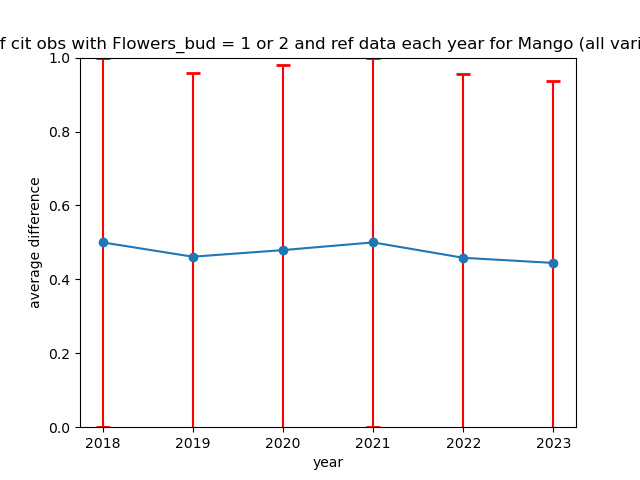 f cit obs with Flowers_bud = 1 or 2 and ref data each year for Mango (all vari
1.0
0.8
0.6
0.4
0.2
0.0
average difference
2018 2019 2020 2021 2022 2023
year